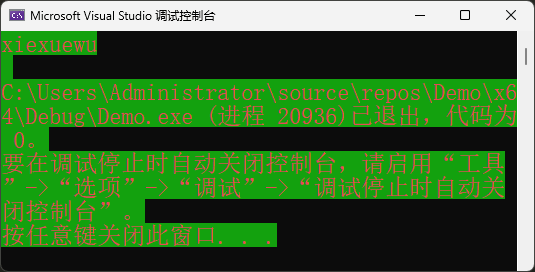 Microsoft Visual Studio 调试控制台
xiexuewu
C:\Users\Administrator\source\repos\Demo\x6
4\Debug\Demo.exe (进程 20936)已退出，代码为
 0。
要在调试停止时自动关闭控制台，请启用“工具
”->“选项”->“调试”->“调试停止时自动关
闭控制台”。
按任意键关闭此窗口. . .